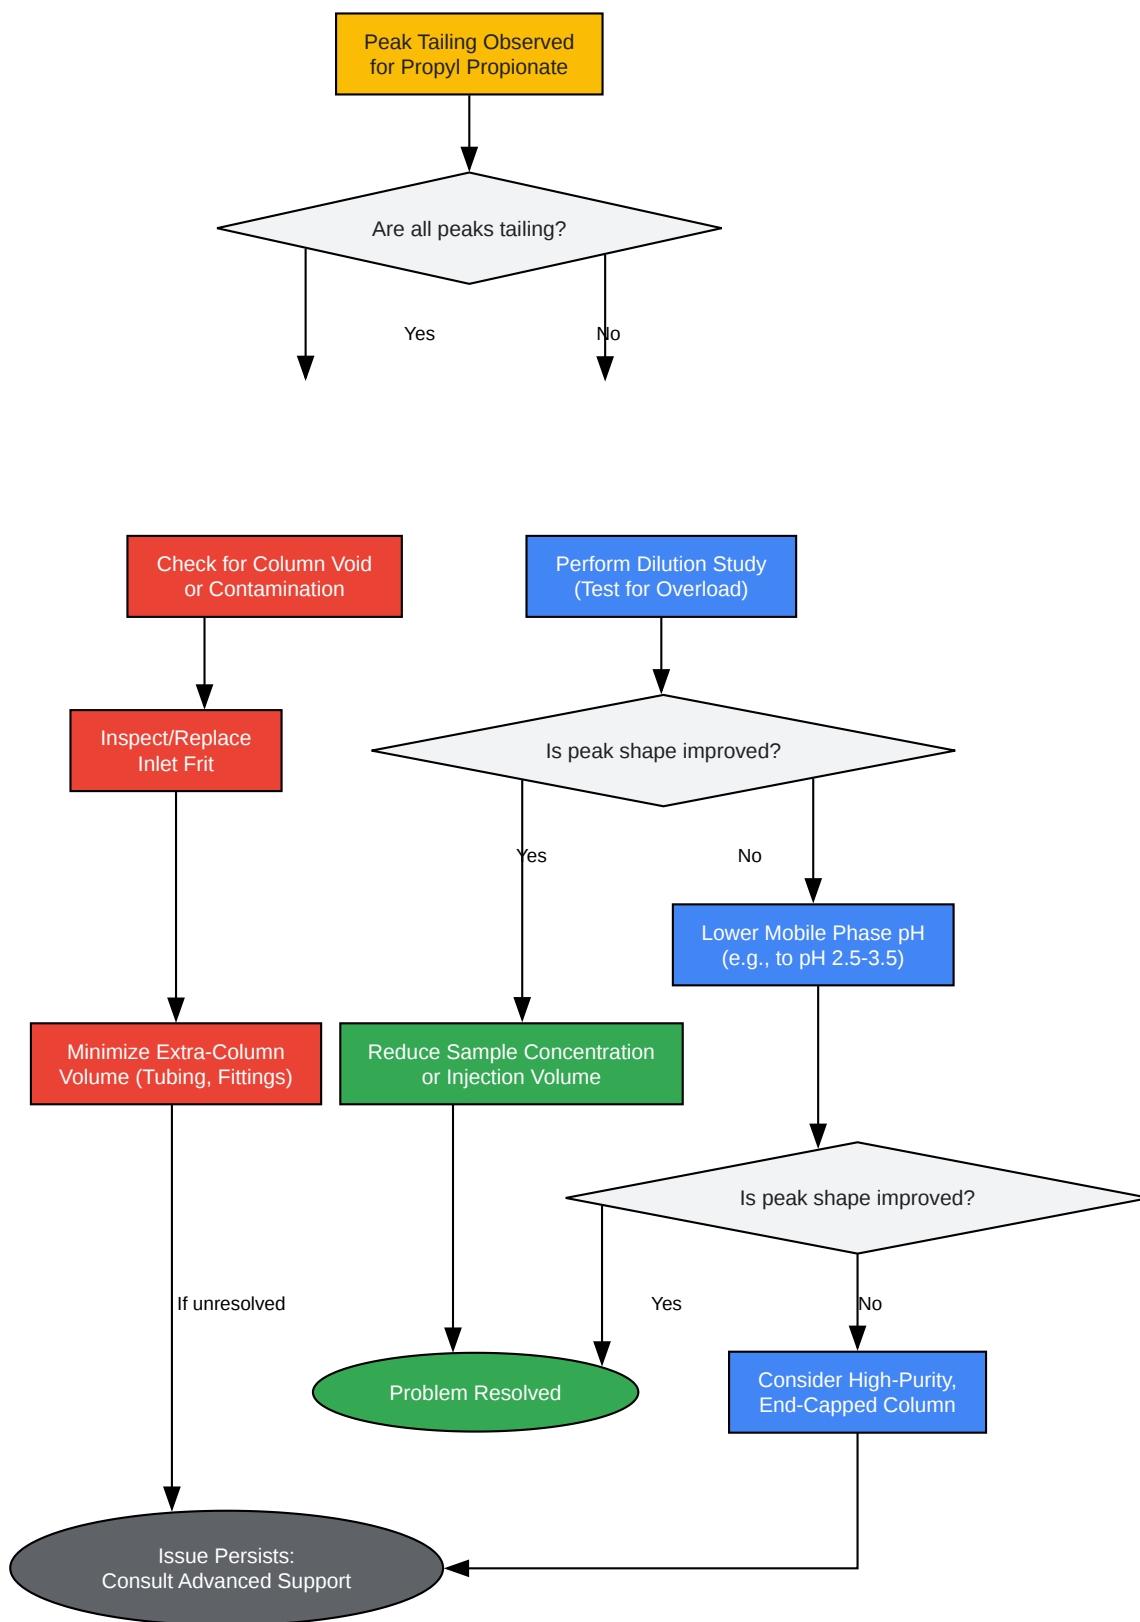 Peak Tailing Observed
for Propyl Propionate
Are all peaks tailing?
Yes
No
Check for Column Void
or Contamination
Perform Dilution Study
(Test for Overload)
Inspect/Replace
Inlet Frit
Is peak shape improved?
Yes
No
Lower Mobile Phase pH
(e.g., to pH 2.5-3.5)
Minimize Extra-Column
Volume (Tubing, Fittings)
Reduce Sample Concentration
or Injection Volume
Is peak shape improved?
If unresolved
Yes
No
Problem Resolved
Consider High-Purity,
End-Capped Column
Issue Persists:
Consult Advanced Support